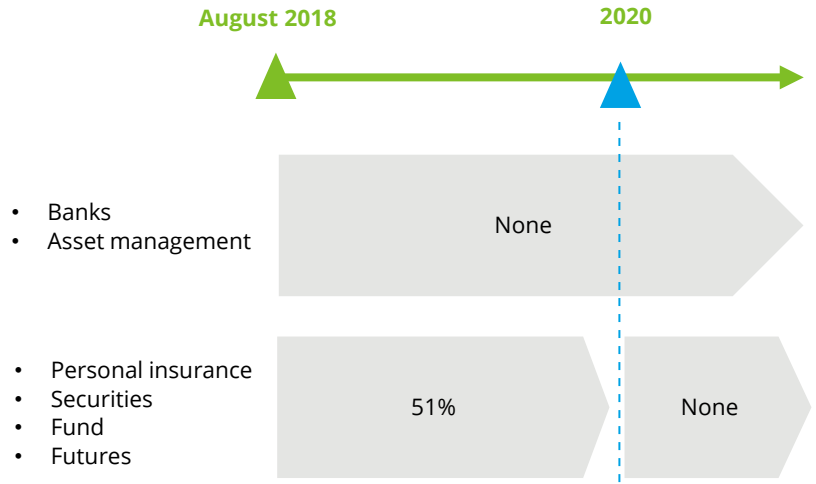 August 2018
2020
• Banks
• Asset management
None
• Personal insurance
• Securities
• Fund
• Futures
51%
None